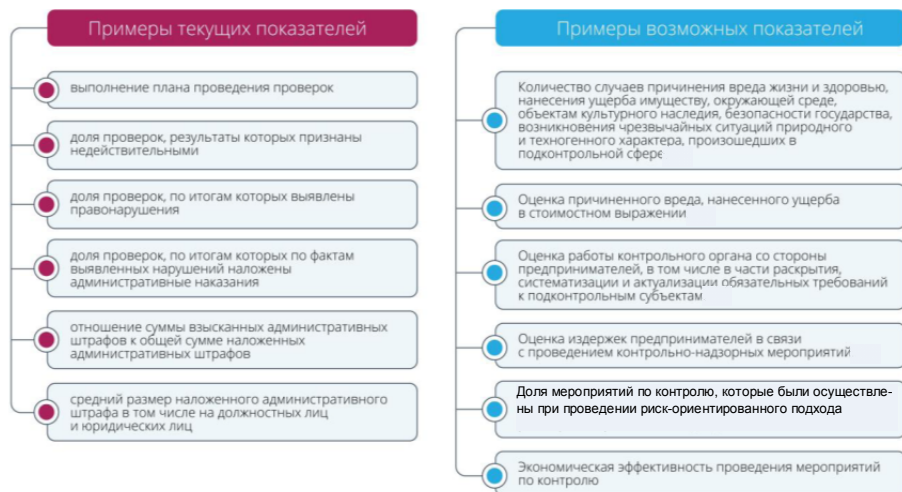 Примеры текущих показателей
выполнение плана проведения проверок
доля проверок, результаты которых признаны
недействительными
доля проверок, по итогам которых выявлены
правонарушения
доля проверок, по итогам которых по фактам
выявленных нарушений наложены
административные наказания
отношение суммы взысканных административных
штрафов к общей сумме наложенных
административных штрафов
средний размер наложенного административного
штрафа в том числе на должностных лиц
и юридических лиц
Примеры возможных показателей
Количество случаев причинения вреда жизни и здоровью,
нанесения ущерба имуществу, окружающей среде,
объектам культурного наследия, безопасности государства,
возникновения чрезвычайных ситуаций природного
и техногенного характера, произошедших в
подконтрольной сфере
Оценка причиненного вреда, нанесенного ущерба
в стоимостном выражении
Оценка работы контрольного органа со стороны
предпринимателей, в том числе в части раскрытия,
систематизации и актуализации обязательных требований
к подконтрольным субъектам
Оценка издержек предпринимателей в связи
с проведением контрольно-надзорных мероприятий
Доля мероприятий по контролю, которые были осуществле-
ны при проведении риск-ориентированного подхода
Экономическая эффективность проведения мероприятий
по контролю